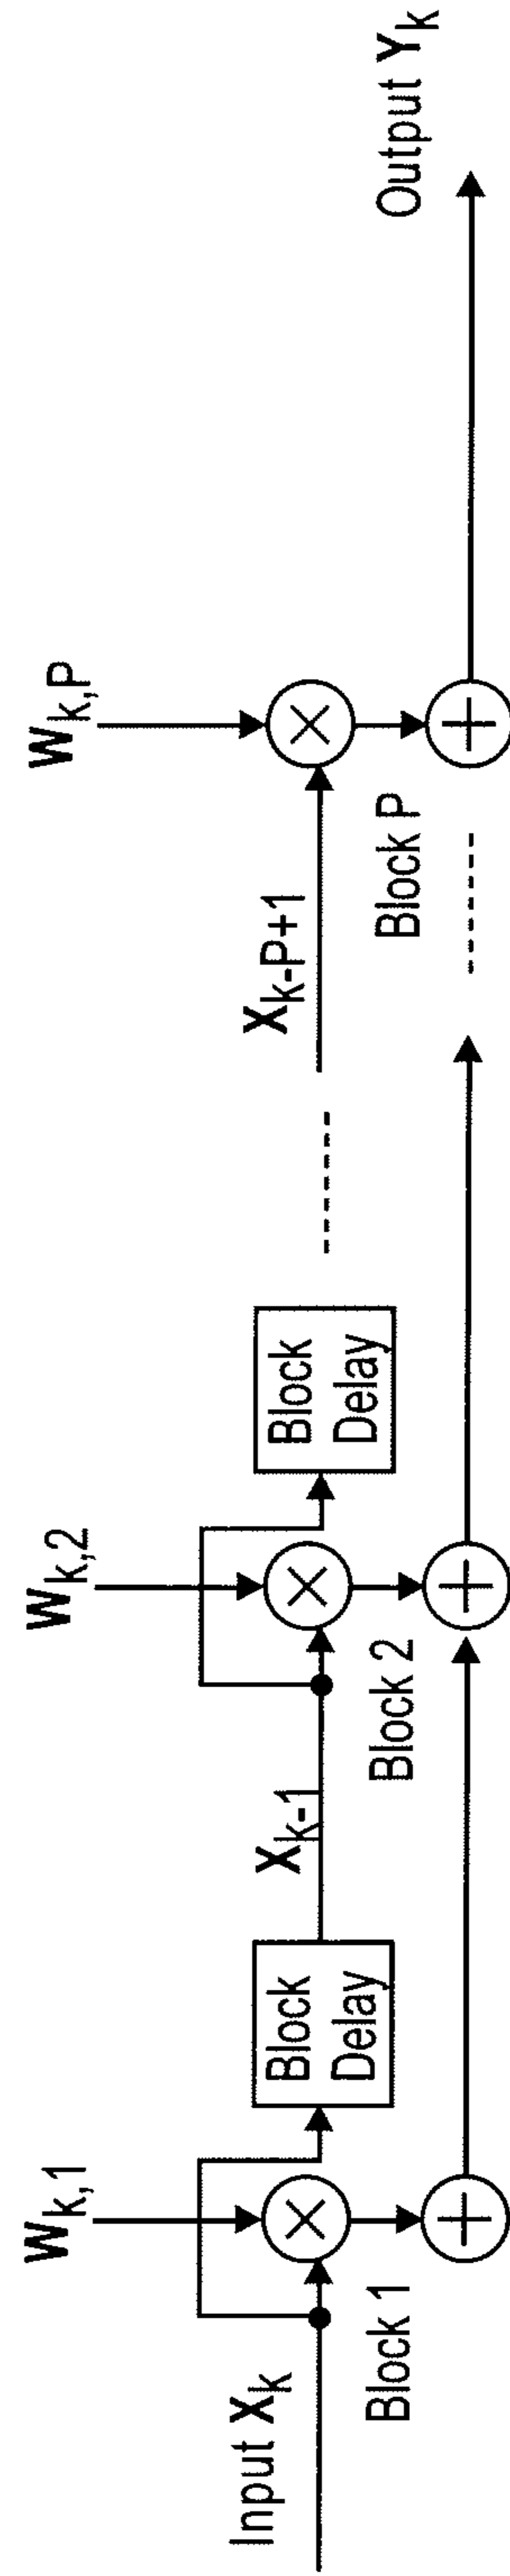 W_k,1
W_k,2
W_k,P
Input X_k
Block
Delay
X_k-1
Block
Delay
X_k-P+1
Block 1
Block 2
Block P
Output Y_k